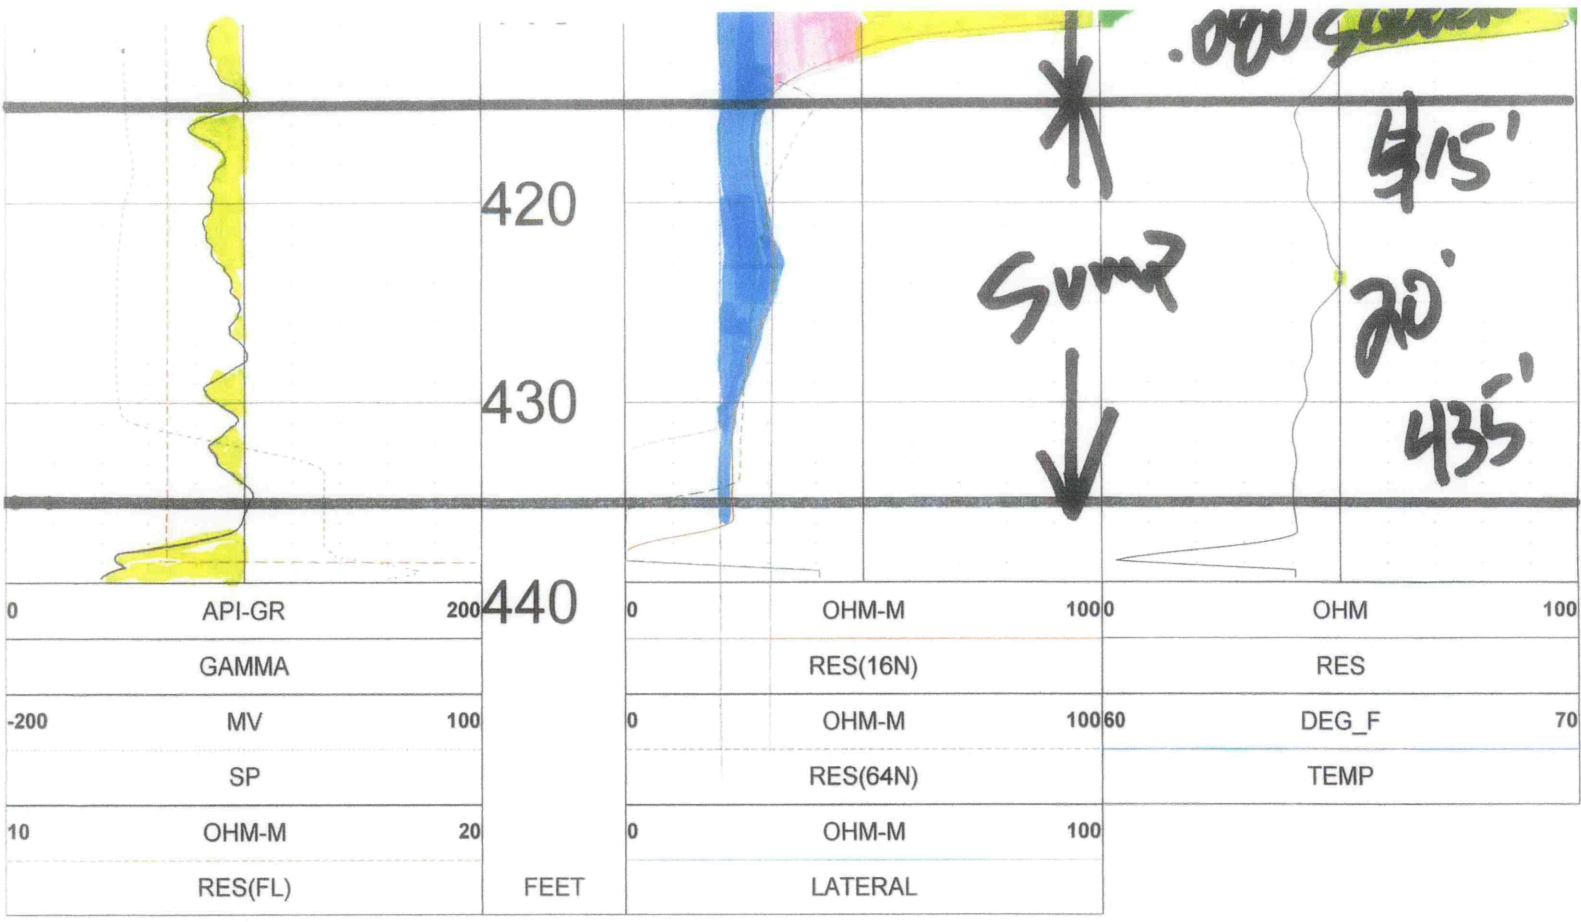 .080 Screen
415'
420
Sump
20'
430
435'
440
0 API-GR 200 0 OHM-M 100 0 OHM 100
GAMMA RES(16N) RES
-200 MV 100 0 OHM-M 100 60 DEG_F 70
SP RES(64N) TEMP
10 OHM-M 20 0 OHM-M 100
RES(FL) FEET LATERAL